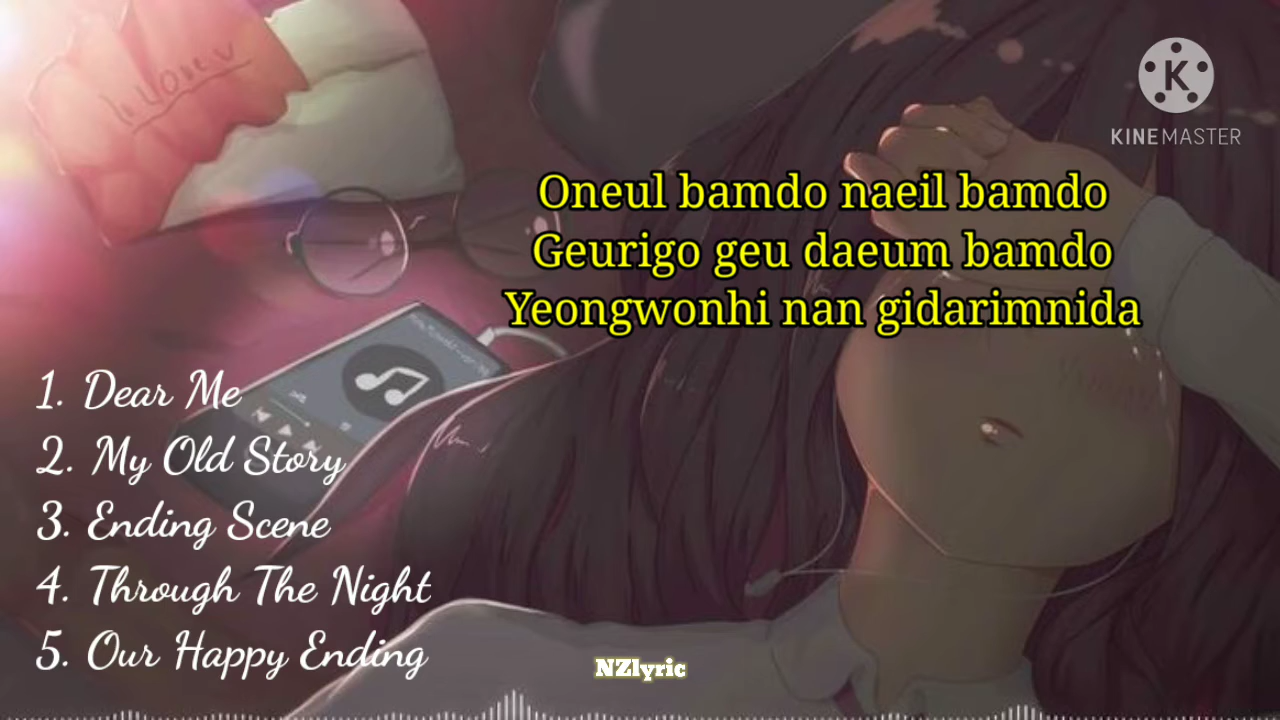 K
KINEMASTER
Oneul bamdo naeil bamdo
Geurigo geu daeum bamdo
Yeongwonhi nan gidarimnida
1. Dear Me
2. My Old Story
3. Ending Scene
4. Through The Night
5. Our Happy Ending
NZlyric